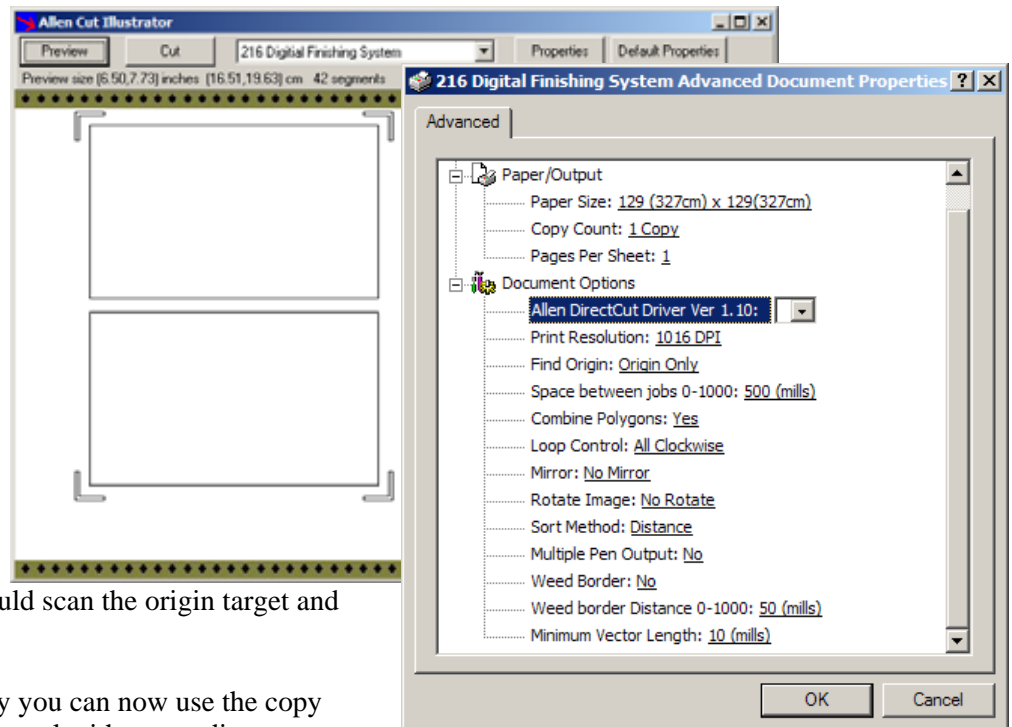 Allen Cut Illustrator
Preview Cut 216 Digitial Finishing System Properties Default Properties
Preview size (6.50,7.73) inches (16.51,19.63) cm 42 segments
216 Digital Finishing System Advanced Document Properties
Advanced
Paper/Output
Paper Size: 129 (327cm) x 129(327cm)
Copy Count: 1 Copy
Pages Per Sheet: 1
Document Options
Allen DirectCut Driver Ver 1.10:
Print Resolution: 1016 DPI
Find Origin: Origin Only
Space between jobs 0-1000: 500 (mills)
Combine Polygons: Yes
Loop Control: All Clockwise
Mirror: No Mirror
Rotate Image: No Rotate
Sort Method: Distance
Multiple Pen Output: No
Weed Border: No
Weed border Distance 0-1000: 50 (mills)
Minimum Vector Length: 10 (mills)
OK Cancel
scan the origin target and
you can now use the copy